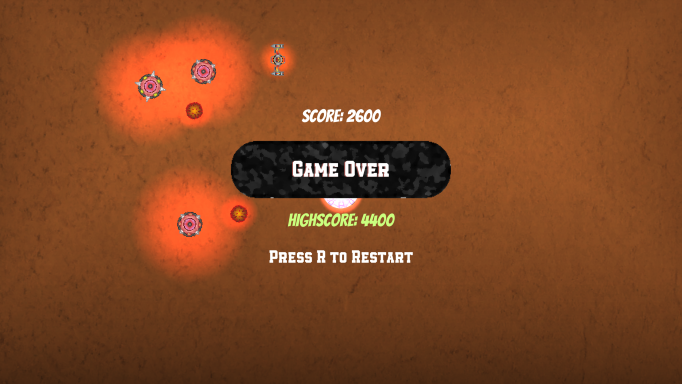 SCORE: 2600
GAME OVER
HIGHSCORE: 4400
PRESS R TO RESTART